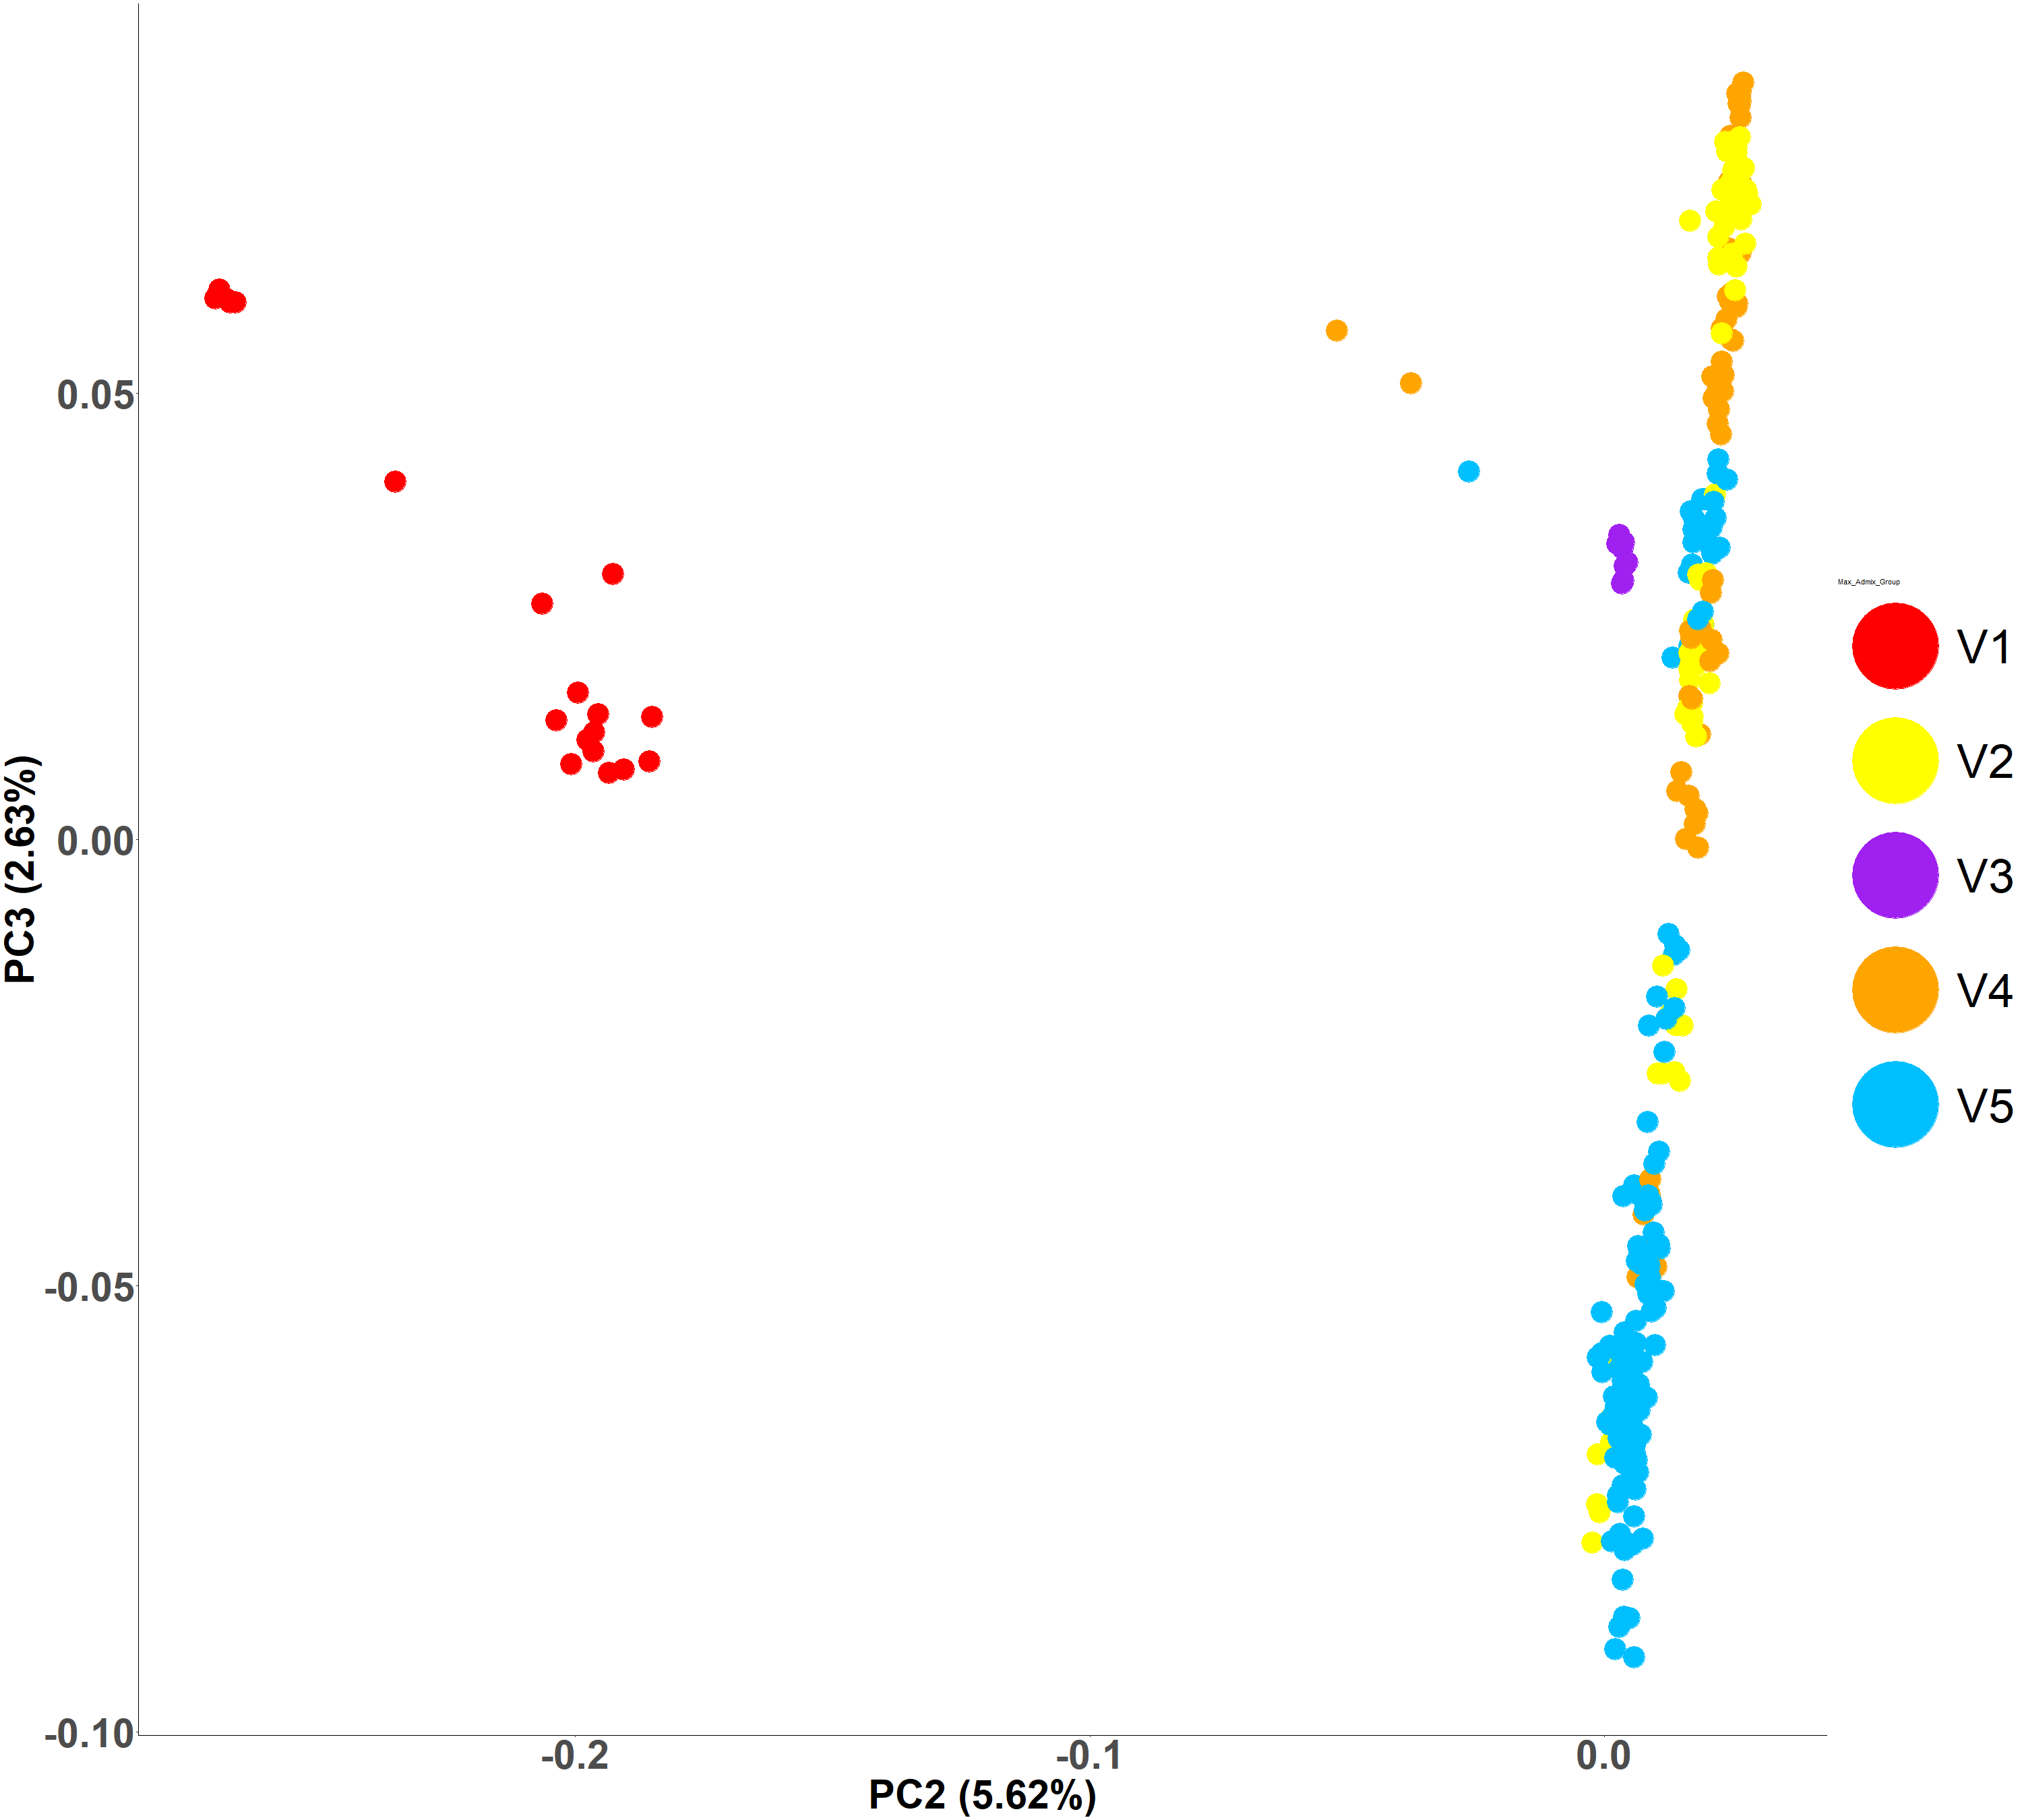 0.05
0.00
-0.05
-0.10
PC3 (2.63%)
-0.2
-0.1
0.0
PC2 (5.62%)
Max_Admix_Group
V1
V2
V3
V4
V5